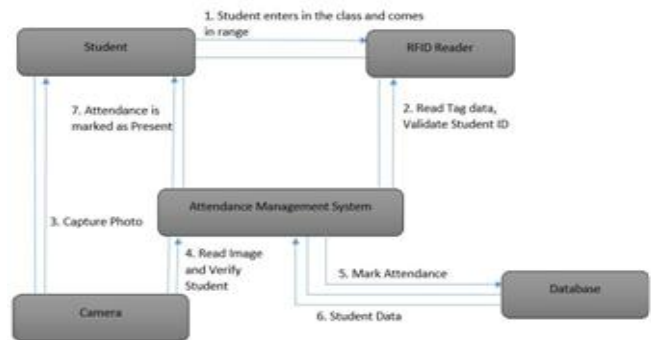 1. Student enters in the class and comes
in range
Student
RFID Reader
7. Attendance is
marked as Present
2. Read Tag data,
Validate Student ID
Attendance Management System
3. Capture Photo
4. Read Image
and Verify
Student
5. Mark Attendance
Database
Camera
6. Student Data